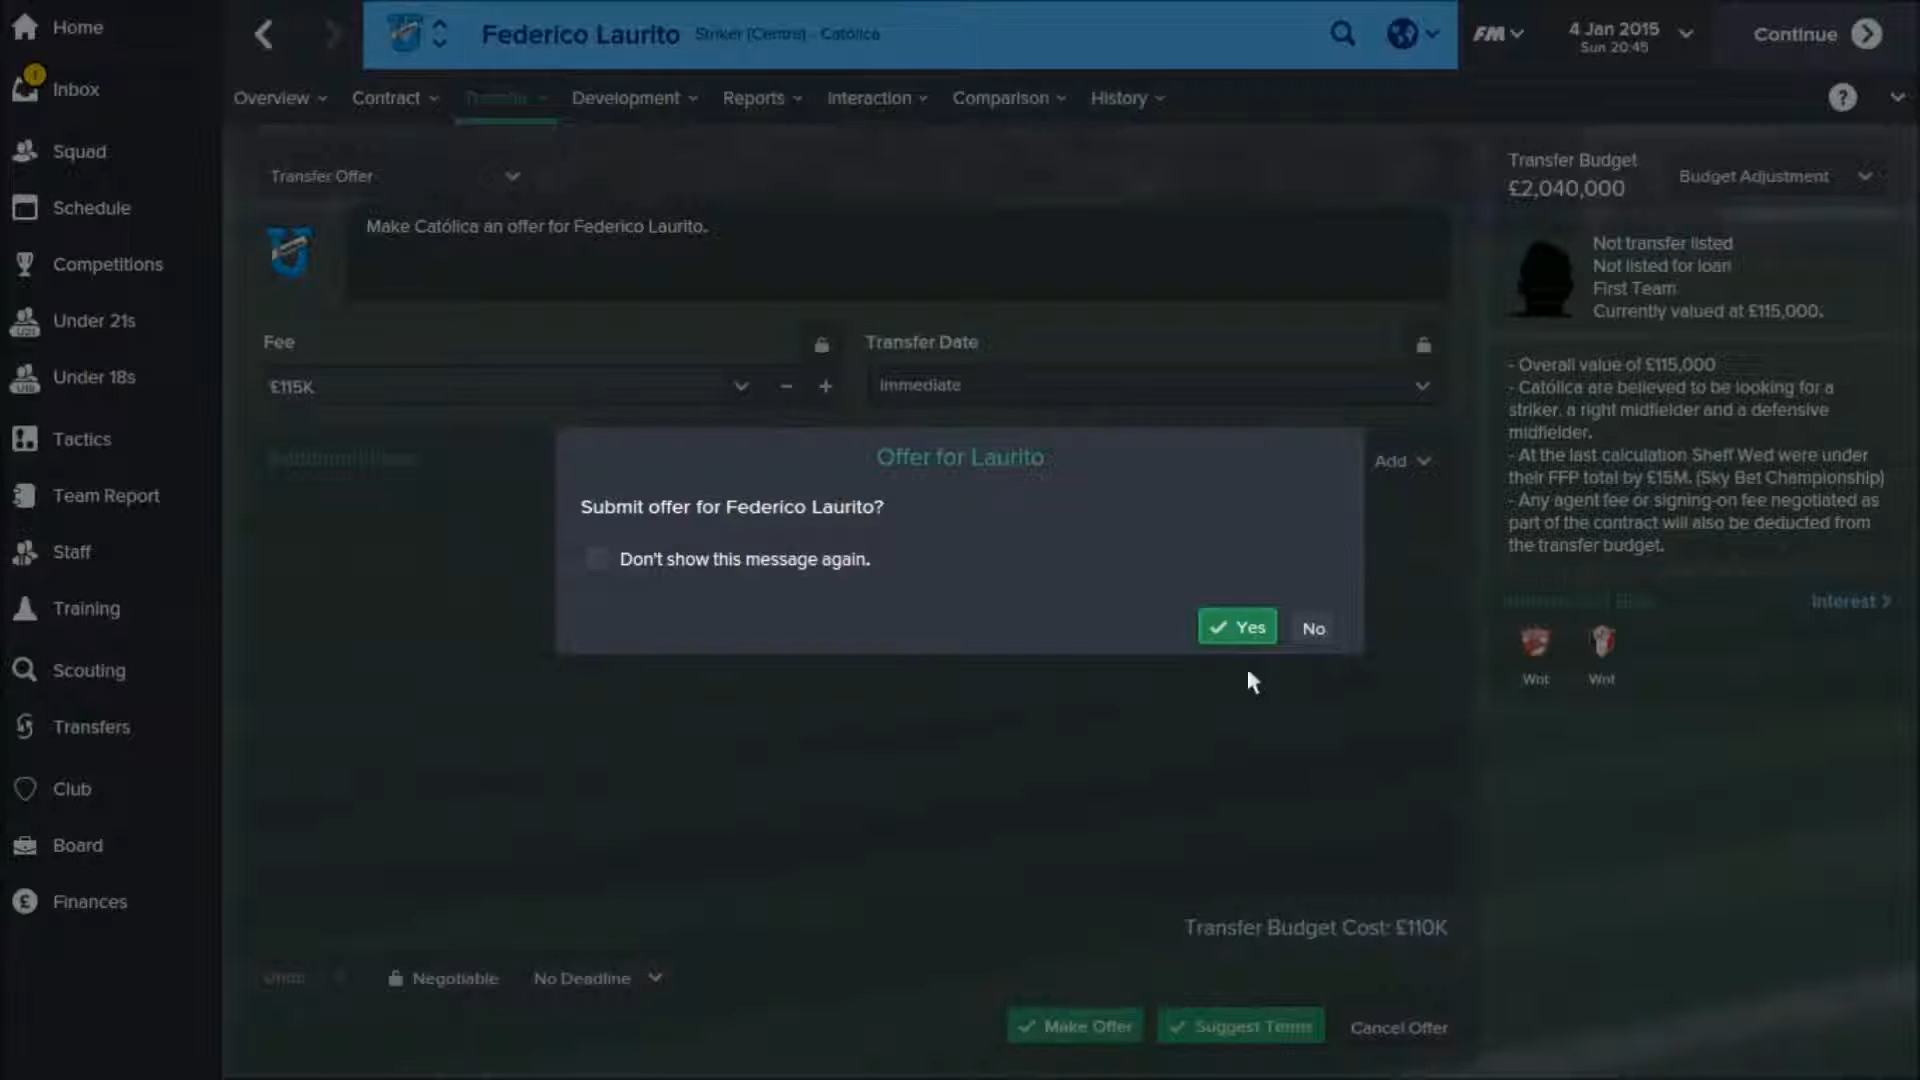 Home
Inbox
Squad
Schedule
Competitions
Under 21s
Under 18s
Tactics
Team Report
Staff
Training
Scouting
Transfers
Club
Board
Finances
Federico Laurito Striker (Centre) - Católica
FM
4 Jan 2015
Sun 20:45
Continue
Overview
Contract
Transfer
Development
Reports
Interaction
Comparison
History
Transfer Offer
Make Católica an offer for Federico Laurito.
Fee
£115K
Transfer Date
Immediate
Add
Offer for Laurito
Submit offer for Federico Laurito?
Don't show this message again.
Yes
No
Transfer Budget Cost: £110K
Undo
Negotiable
No Deadline
Make Offer
Suggest Terms
Cancel Offer
Transfer Budget
£2,040,000
Budget Adjustment
Not transfer listed
Not listed for loan
First Team
Currently valued at £115,000.
- Overall value of £115,000
- Católica are believed to be looking for a
striker, a right midfielder and a defensive
midfielder.
- At the last calculation Sheff Wed were under
their FFP total by £15M. (Sky Bet Championship)
- Any agent fee or signing-on fee negotiated as
part of the contract will also be deducted from
the transfer budget.
Interest
Wnt
Wnt